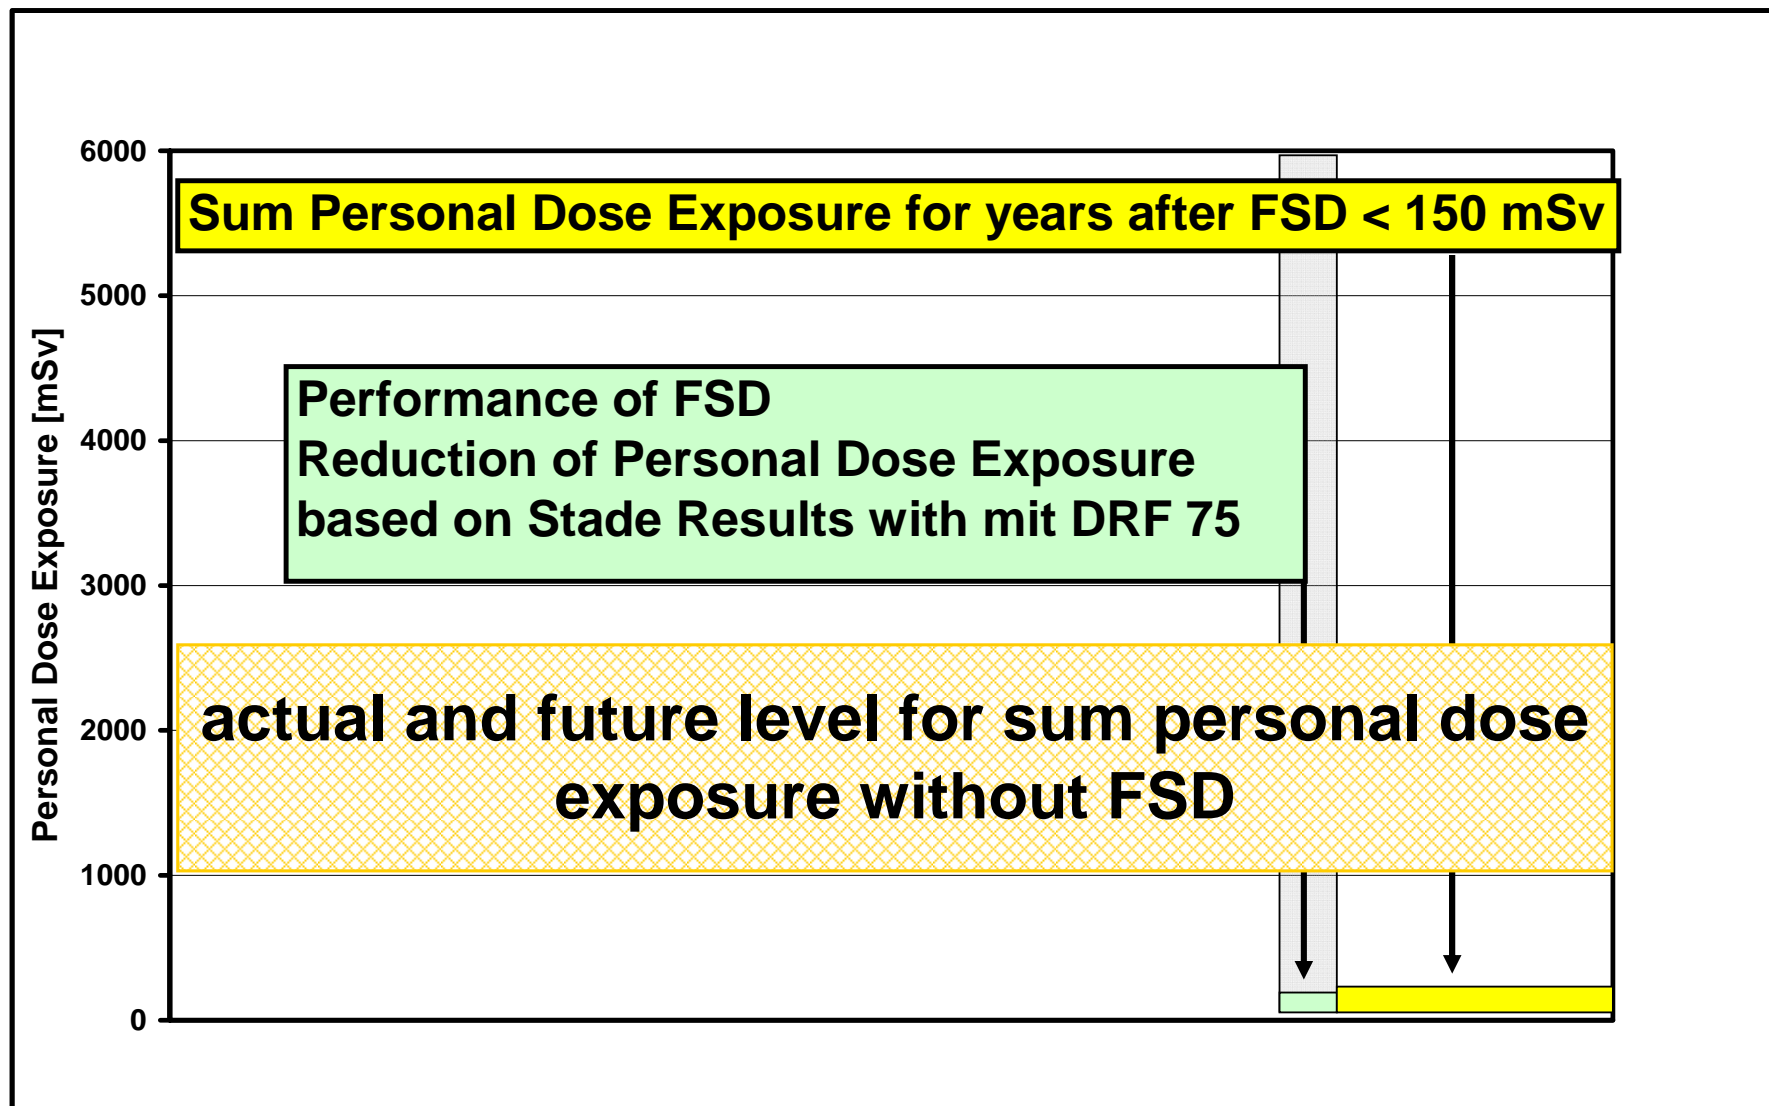 6000
Sum Personal Dose Exposure for years after FSD < 150 mSv
5000
Performance of FSD
Reduction of Personal Dose Exposure
based on Stade Results with mit DRF 75
4000
3000
actual and future level for sum personal dose
exposure without FSD
2000
1000
0
Personal Dose Exposure [mSv]